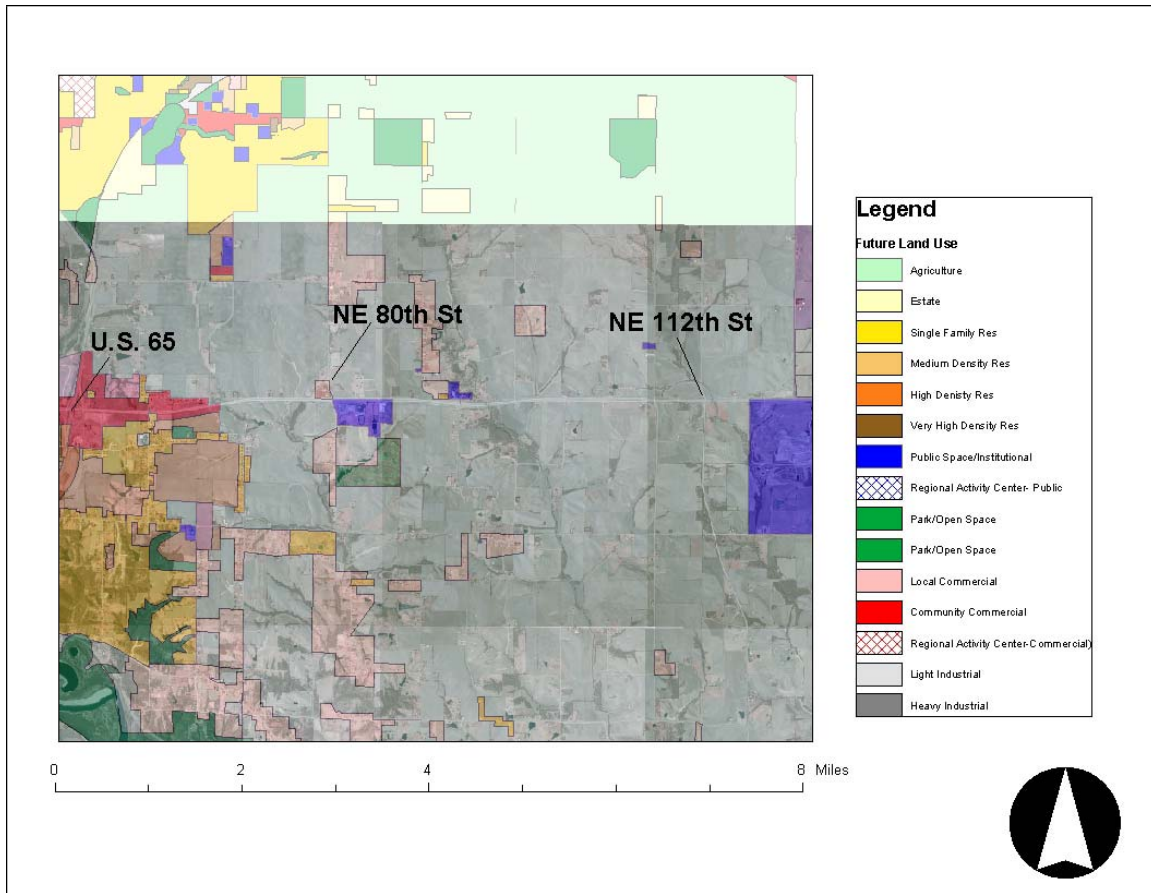 NE 80th St
NE 112th St
U.S. 65
0
2
4
8 Miles
Legend
Future Land Use
Agriculture
Estate
Single Family Res
Medium Density Res
High Denisty Res
Very High Density Res
Public Space/Institutional
Regional Activity Center- Public
Park/Open Space
Park/Open Space
Local Commercial
Community Commercial
Regional Activity Center-Commercial)
Light Industrial
Heavy Industrial